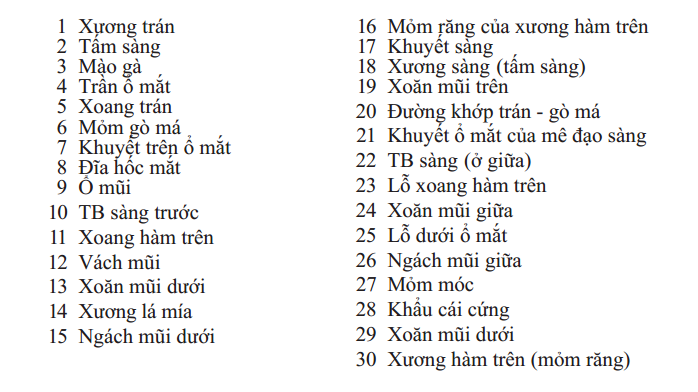 1 Xương trán
2 Tấm sàng
3 Mào gà
4 Trần ổ mắt
5 Xoang trán
6 Mỏm gò má
7 Khuyết trên ổ mắt
8 Đĩa hốc mắt
9 Ổ mũi
10 TB sàng trước
11 Xoang hàm trên
12 Vách mũi
13 Xoăn mũi dưới
14 Xương lá mía
15 Ngách mũi dưới
16 Mỏm răng của xương hàm trên
17 Khuyết sàng
18 Xương sàng (tấm sàng)
19 Xoăn mũi trên
20 Đường khớp trán - gò má
21 Khuyết ổ mắt của mê đạo sàng
22 TB sàng (ở giữa)
23 Lỗ xoang hàm trên
24 Xoăn mũi giữa
25 Lỗ dưới ổ mắt
26 Ngách mũi giữa
27 Mỏm móc
28 Khẩu cái cứng
29 Xoăn mũi dưới
30 Xương hàm trên (mỏm răng)